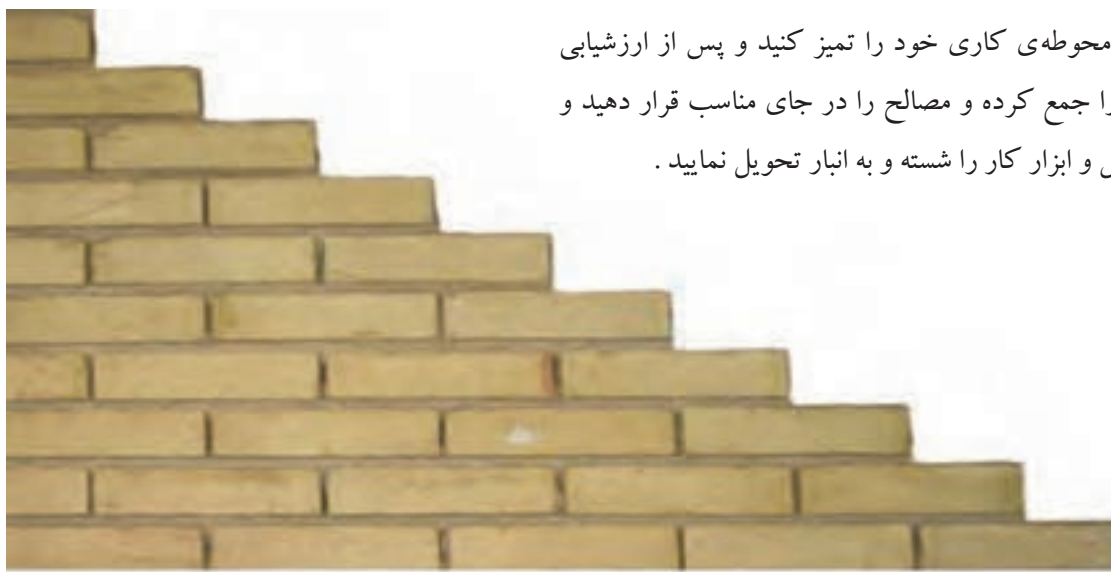 محوطه‌ی کاری خود را تمیز کنید و پس از ارزشیابی
را جمع کرده و مصالح را در جای مناسب قرار دهید و
و ابزار کار را شسته و به انبار تحویل نمایید .